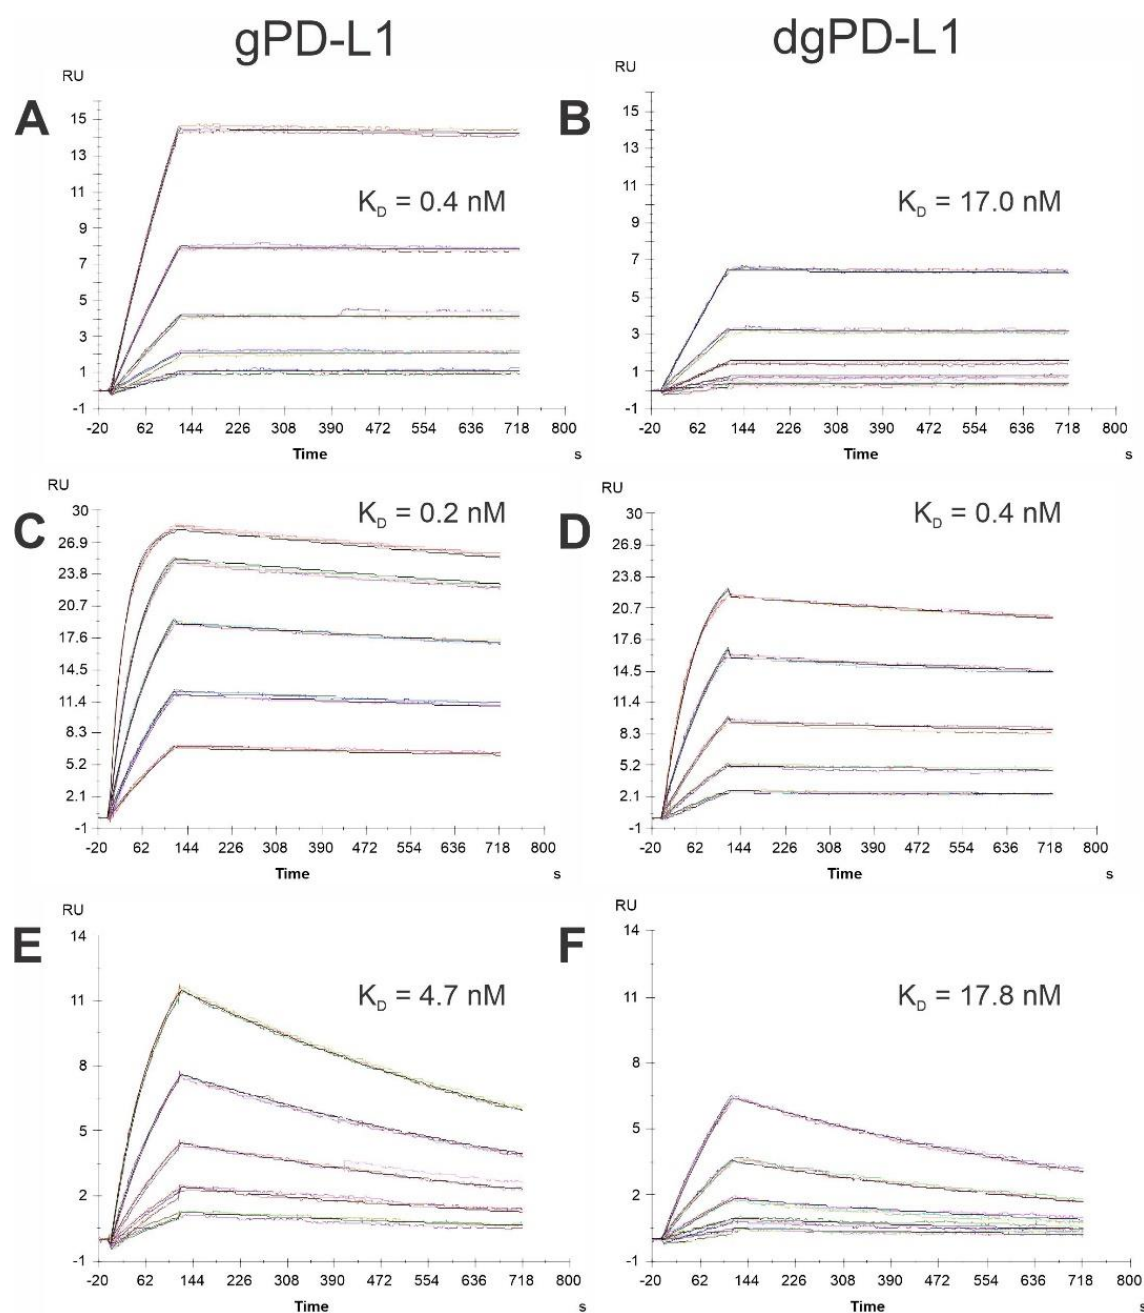 gPD-L1
dgPD-L1
A
RU
15
13
11
9
7
5
3
1
-1
K_D = 0.4 nM
-20 62 144 226 308 390 472 554 636 718 800
Time s
B
RU
15
13
11
9
7
5
3
1
-1
K_D = 17.0 nM
-20 62 144 226 308 390 472 554 636 718 800
Time s
C
RU
30
26.9
23.8
20.7
17.6
14.5
11.4
8.3
5.2
2.1
-1
K_D = 0.2 nM
-20 62 144 226 308 390 472 554 636 718 800
Time s
D
RU
30
26.9
23.8
20.7
17.6
14.5
11.4
8.3
5.2
2.1
-1
K_D = 0.4 nM
-20 62 144 226 308 390 472 554 636 718 800
Time s
E
RU
14
11
8
5
2
-1
K_D = 4.7 nM
-20 62 144 226 308 390 472 554 636 718 800
Time s
F
RU
14
11
8
5
2
-1
K_D = 17.8 nM
-20 62 144 226 308 390 472 554 636 718 800
Time s